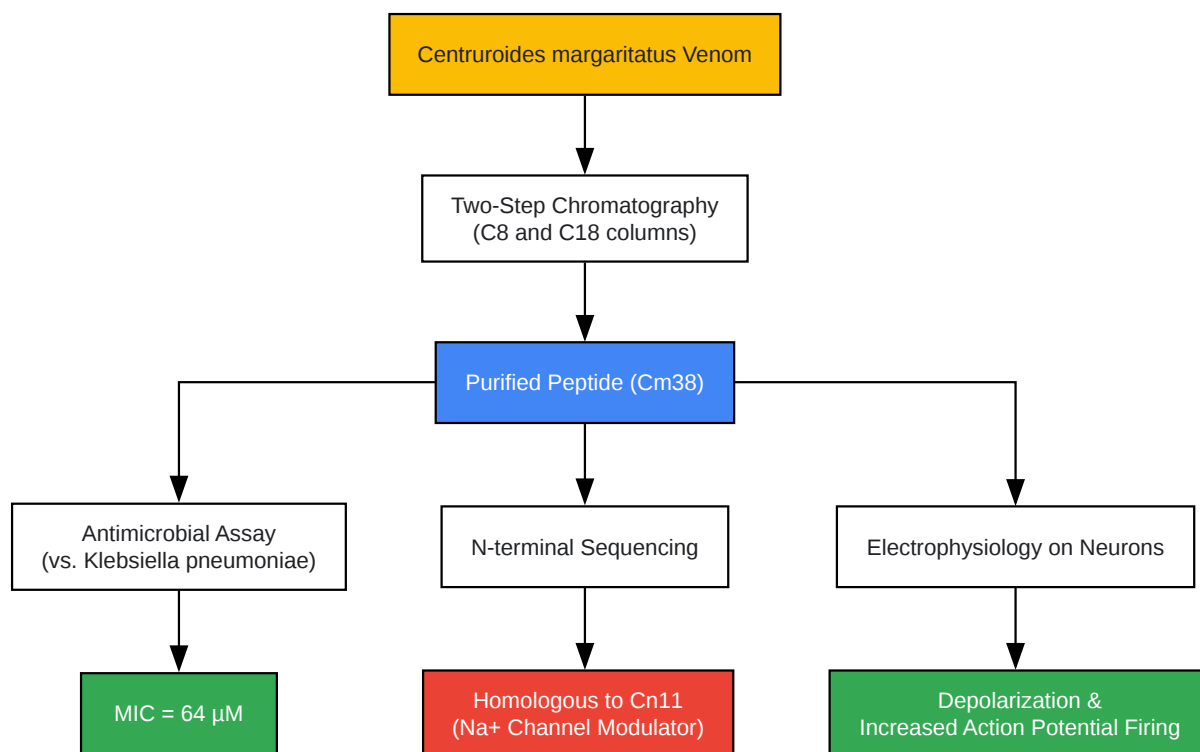 Centruroides margaritatus Venom
Two-Step Chromatography
(C8 and C18 columns)
Purified Peptide (Cm38)
Antimicrobial Assay
(vs. Klebsiella pneumoniae)
N-terminal Sequencing
Electrophysiology on Neurons
MIC = 64 µM
Homologous to Cn11
(Na+ Channel Modulator)
Depolarization &
Increased Action Potential Firing